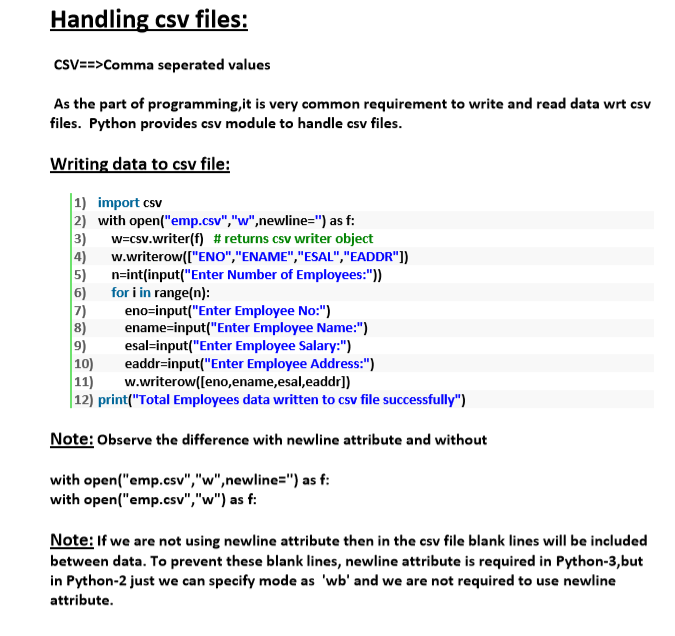 Handling csv files:
CSV==>Comma seperated values
As the part of programming,it is very common requirement to write and read data wrt csv
files. Python provides csv module to handle csv files.
Writing data to csv file:
1) import csv
2) with open("emp.csv","w",newline='') as f:
3) w=csv.writer(f) # returns csv writer object
4) w.writerow(["ENO","ENAME","ESAL","EADDR"])
5) n=int(input("Enter Number of Employees:"))
6) for i in range(n):
7) eno=input("Enter Employee No:")
8) ename=input("Enter Employee Name:")
9) esal=input("Enter Employee Salary:")
10) eaddr=input("Enter Employee Address:")
11) w.writerow([eno,ename,esal,eaddr])
12) print("Total Employees data written to csv file successfully")
Note: Observe the difference with newline attribute and without
with open("emp.csv","w",newline='') as f:
with open("emp.csv","w") as f:
Note: If we are not using newline attribute then in the csv file blank lines will be included
between data. To prevent these blank lines, newline attribute is required in Python-3,but
in Python-2 just we can specify mode as 'wb' and we are not required to use newline
attribute.